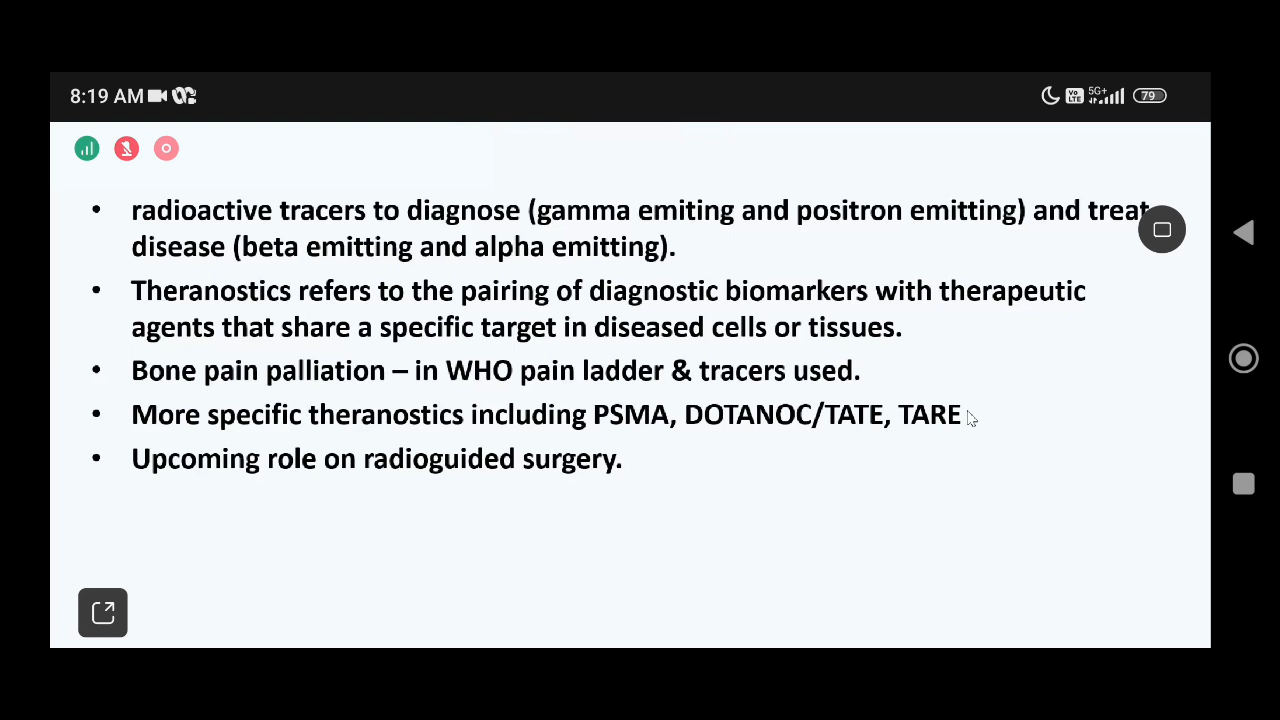 8:19 AM
Vo LTE 5G+ 79
• radioactive tracers to diagnose (gamma emiting and positron emitting) and treat
disease (beta emitting and alpha emitting).
• Theranostics refers to the pairing of diagnostic biomarkers with therapeutic
agents that share a specific target in diseased cells or tissues.
• Bone pain palliation – in WHO pain ladder & tracers used.
• More specific theranostics including PSMA, DOTANOC/TATE, TARE
• Upcoming role on radioguided surgery.